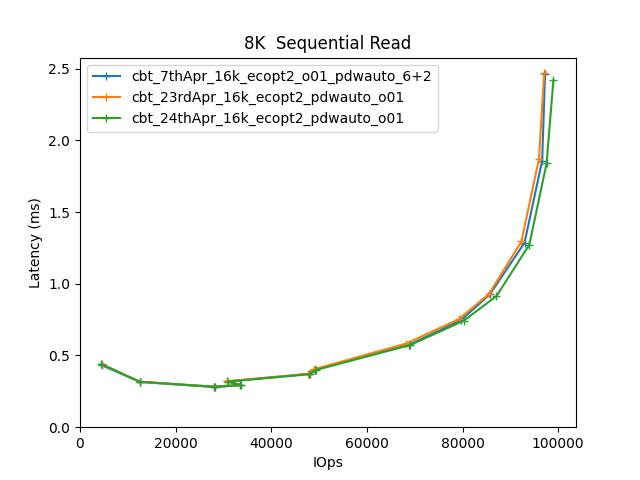 8K  Sequential Read
cbt_7thApr_16k_ecopt2_o01_pdwauto_6+2
cbt_23rdApr_16k_ecopt2_pdwauto_o01
cbt_24thApr_16k_ecopt2_pdwauto_o01
Latency (ms)
2.5
2.0
1.5
1.0
0.5
0.0
0 20000 40000 60000 80000 100000
IOps